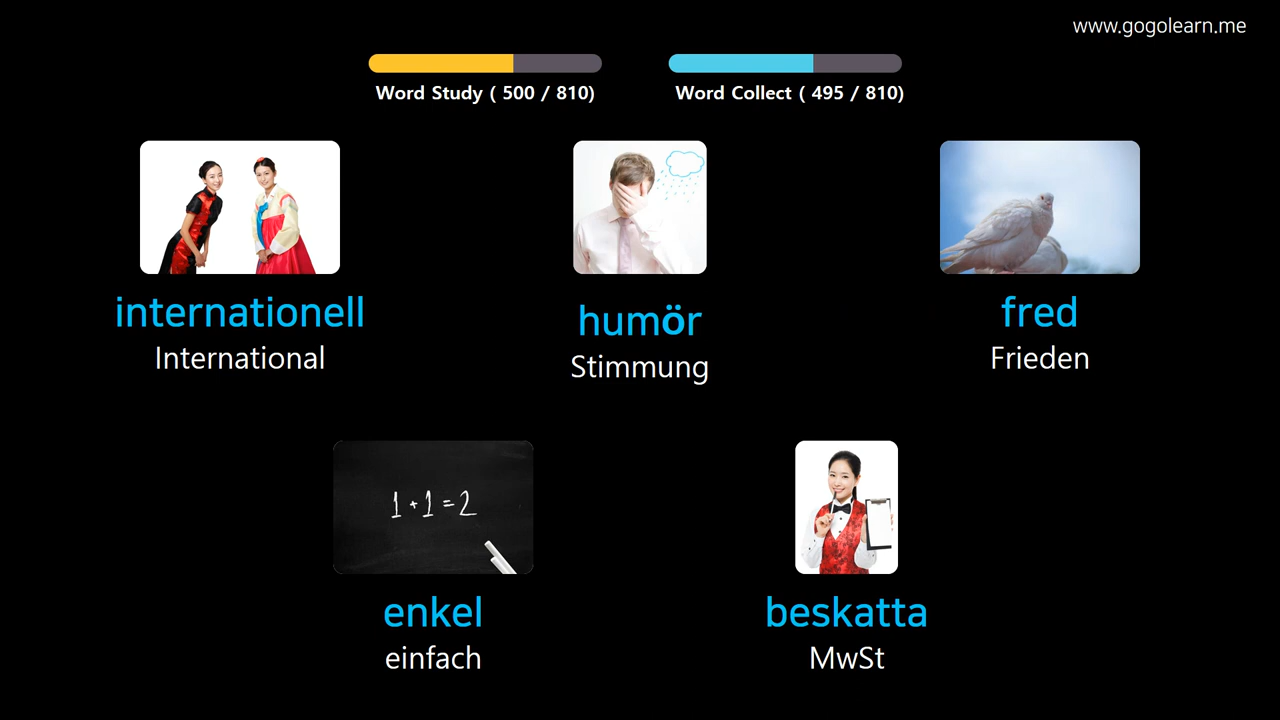 www.gogolearn.me
Word Study ( 500 / 810)
Word Collect ( 495 / 810)
internationell
International
humör
Stimmung
fred
Frieden
1+1=2
enkel
einfach
beskatta
MwSt